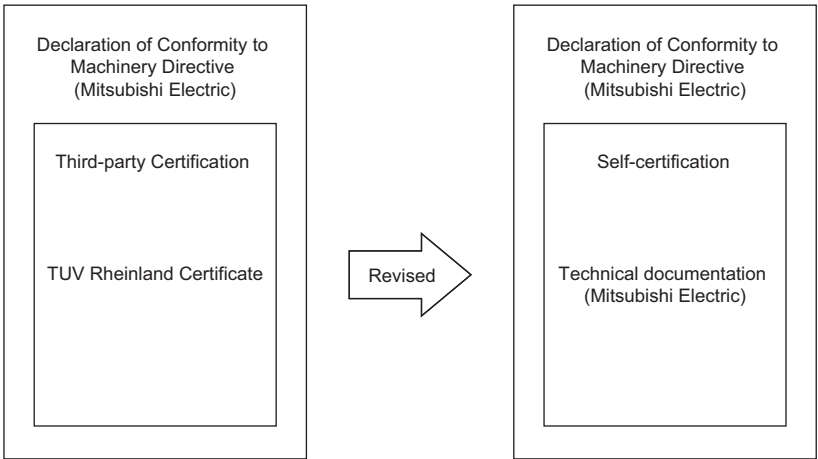 Declaration of Conformity to
Machinery Directive
(Mitsubishi Electric)
Third-party Certification
TUV Rheinland Certificate
Revised
Declaration of Conformity to
Machinery Directive
(Mitsubishi Electric)
Self-certification
Technical documentation
(Mitsubishi Electric)